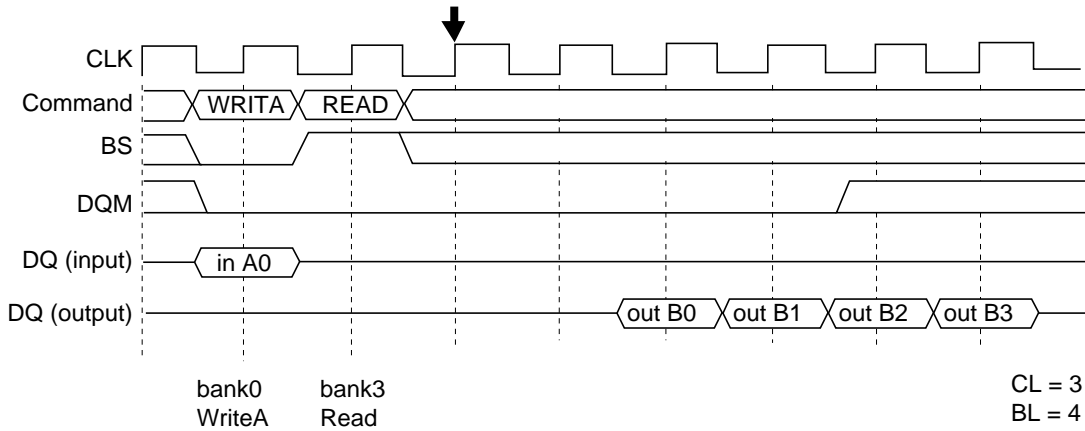 CLK
Command WRITA READ
BS
DQM
DQ (input) in A0
DQ (output) out B0 out B1 out B2 out B3
bank0 bank3 CL = 3
WriteA Read BL = 4